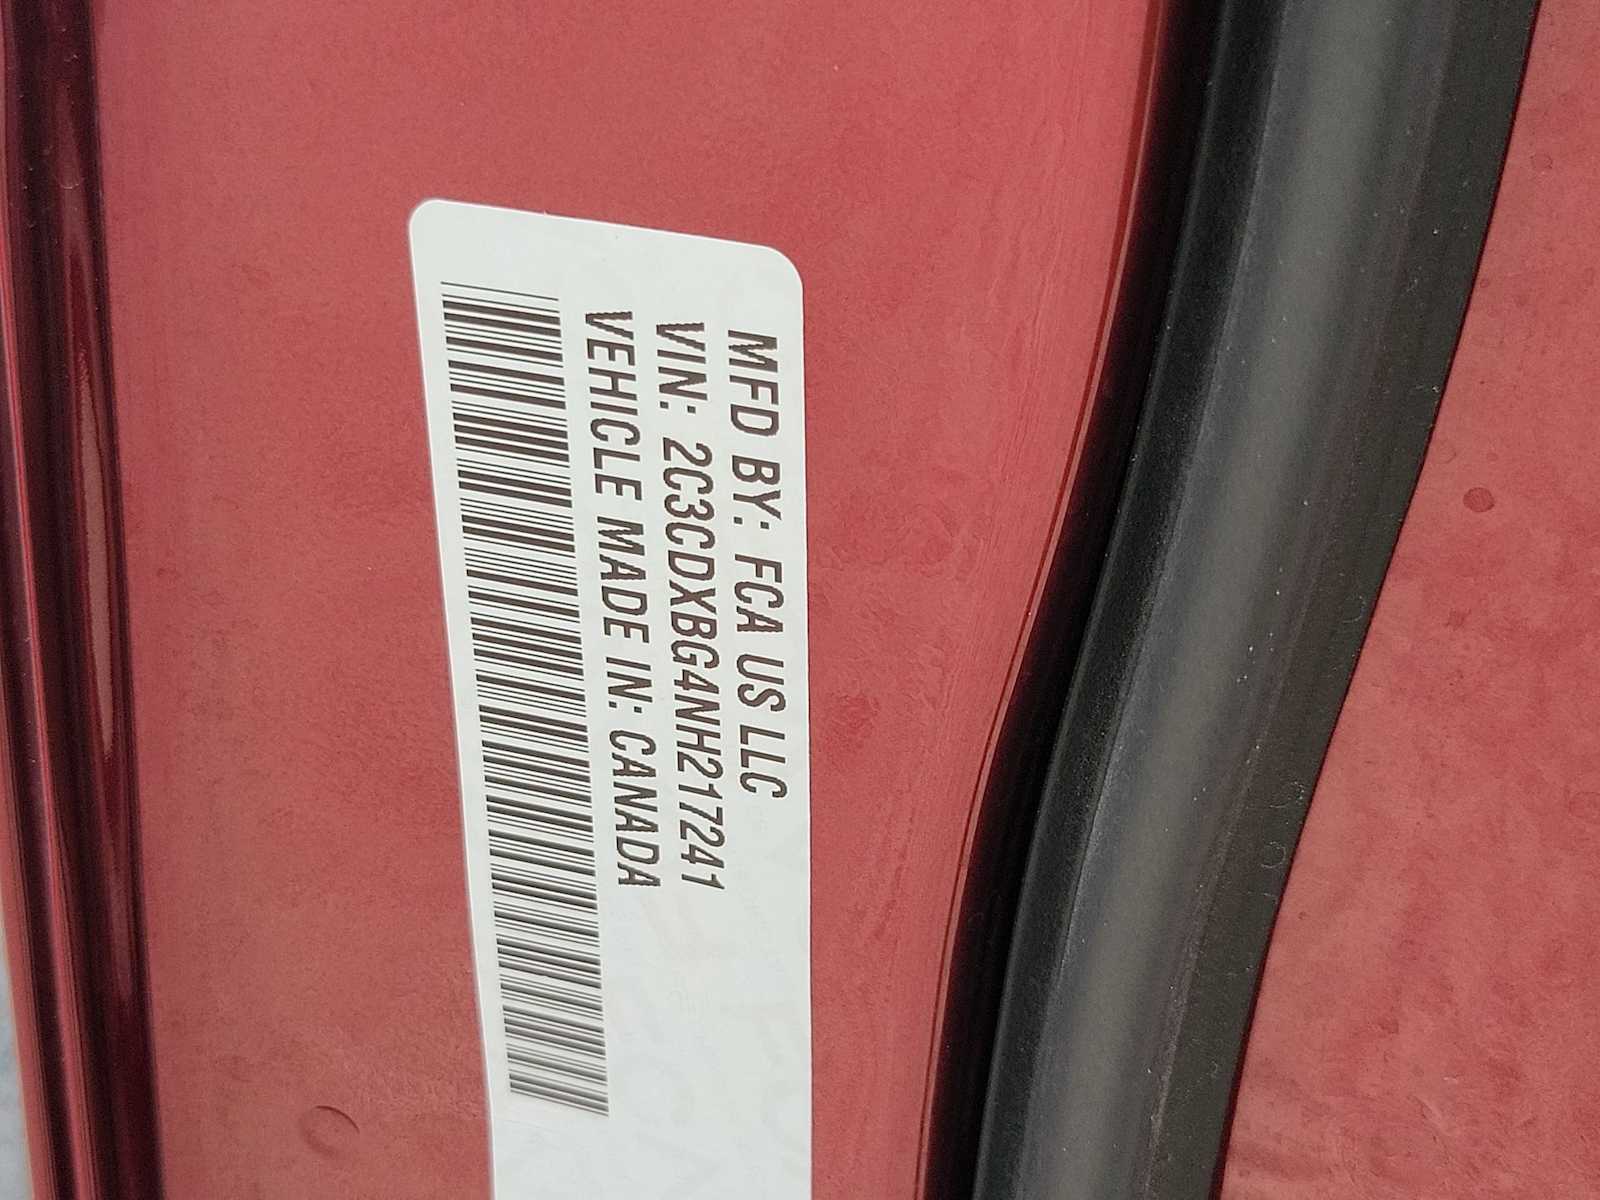 MFD BY: FCA US LLC
VIN: 2C3CDXBG4NH217241
VEHICLE MADE IN: CANADA